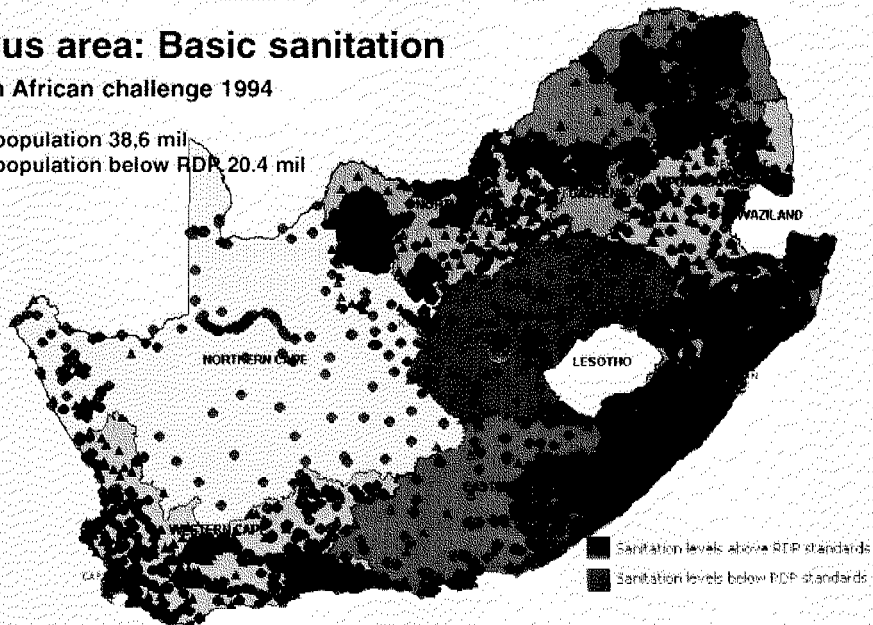 us area: Basic sanitation
African challenge 1994
population 38,6 mil
population below RDP 20.4 mil
WAZILAND
NORTHERN CAPE
LESOTHO
WESTERN CAPE
Sanitation levels above RDP standards
Sanitation levels below RDP standards